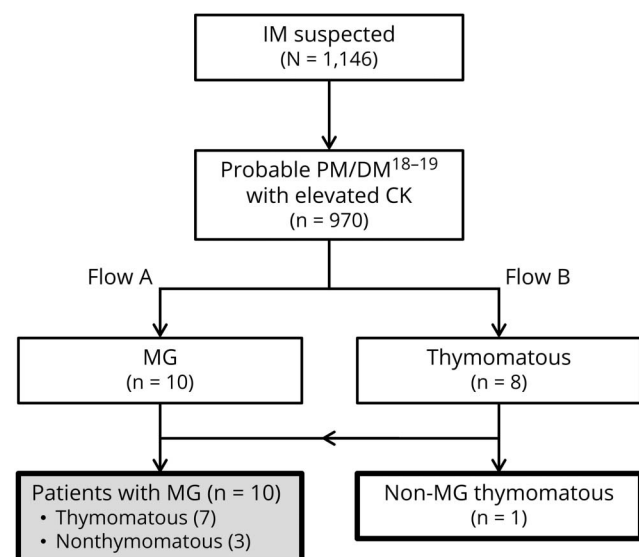 IM suspected
(N = 1,146)
Probable PM/DM18–19
with elevated CK
(n = 970)
Flow A
Flow B
MG
(n = 10)
Thymomatous
(n = 8)
Patients with MG (n = 10)
• Thymomatous (7)
• Nonthymomatous (3)
Non-MG thymomatous
(n = 1)